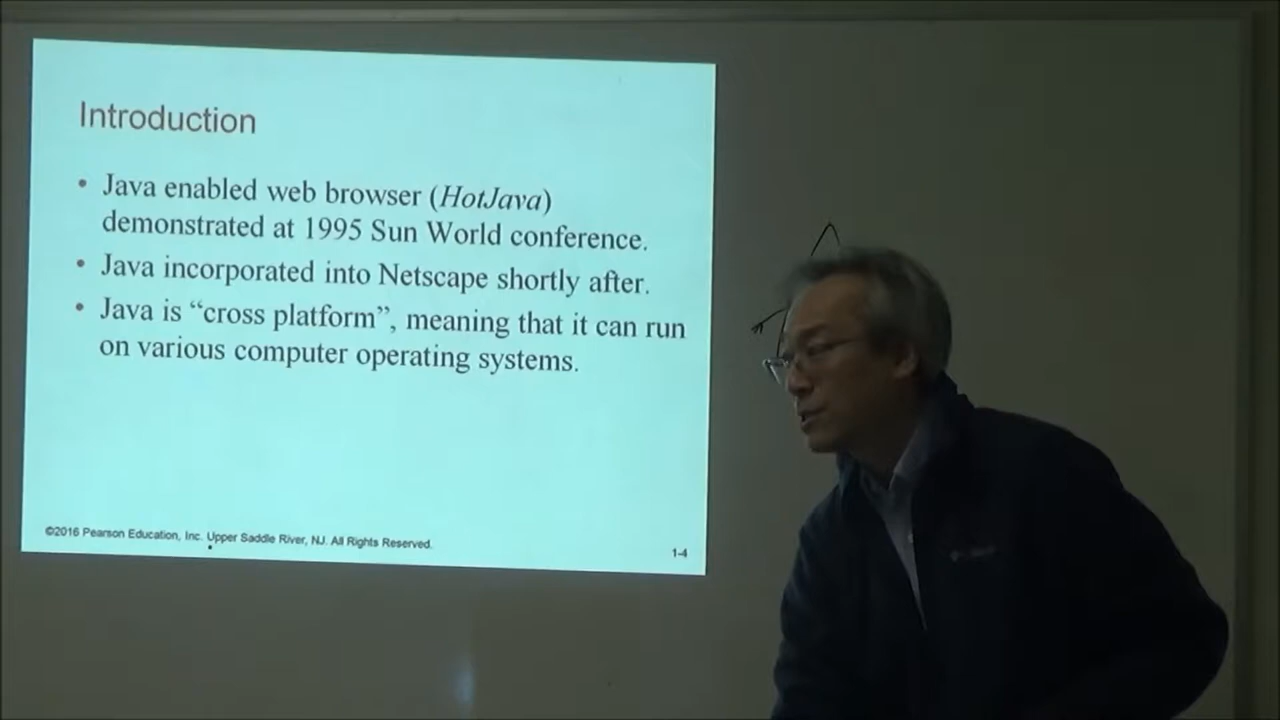 Introduction
• Java enabled web browser (HotJava)
demonstrated at 1995 Sun World conference.
• Java incorporated into Netscape shortly after.
• Java is “cross platform”, meaning that it can run
on various computer operating systems.
©2016 Pearson Education, Inc. Upper Saddle River, NJ. All Rights Reserved.
1-4